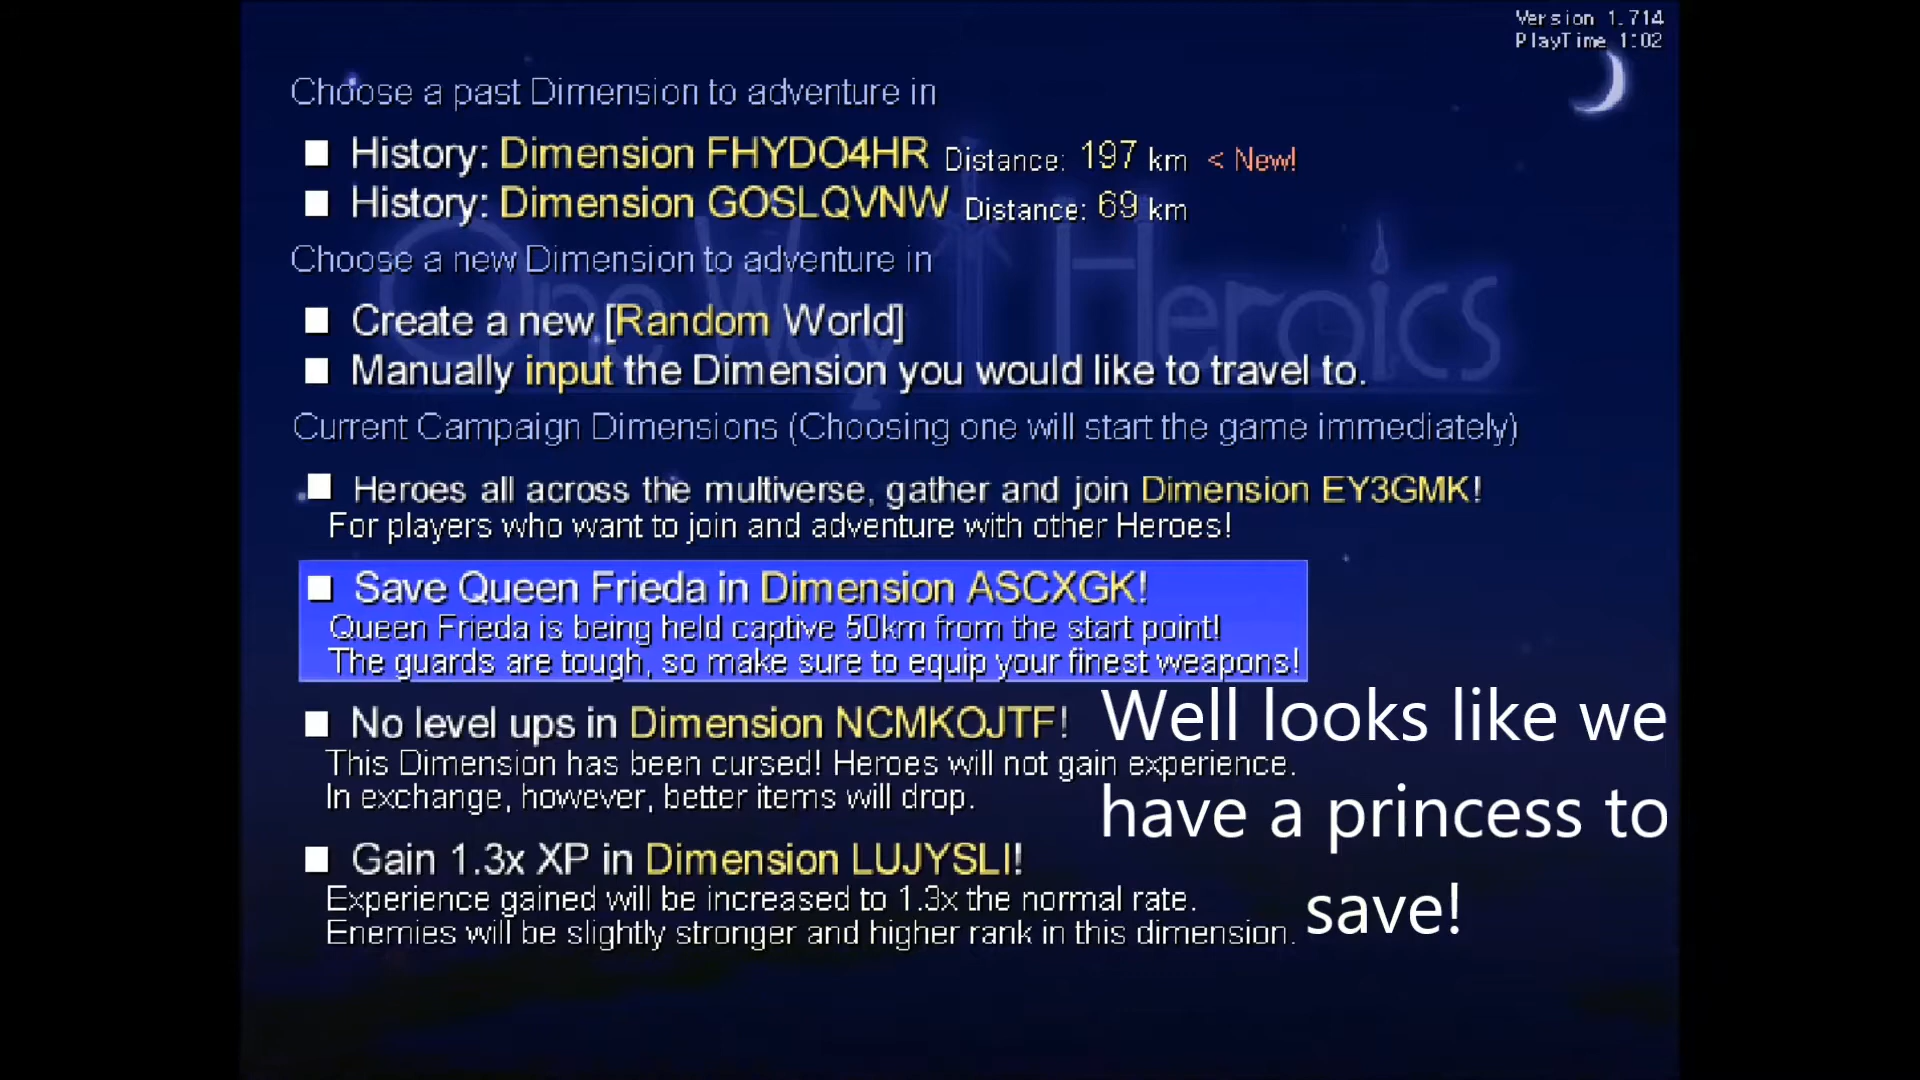 Version 1.714
PlayTime 1:02
Choose a past Dimension to adventure in
History: Dimension FHYDO4HR Distance: 197 km < New!
History: Dimension GOSLQVNW Distance: 69 km
Choose a new Dimension to adventure in
One Way Heroics
Create a new [Random World]
Manually input the Dimension you would like to travel to.
Current Campaign Dimensions (Choosing one will start the game immediately)
Heroes all across the multiverse, gather and join Dimension EY3GMK!
For players who want to join and adventure with other Heroes!
Save Queen Frieda in Dimension ASCXGK!
Queen Frieda is being held captive 50km from the start point!
The guards are tough, so make sure to equip your finest weapons!
No level ups in Dimension NCMKOJTF!
This Dimension has been cursed! Heroes will not gain experience.
In exchange, however, better items will drop.
Gain 1.3x XP in Dimension LUJYSLI!
Experience gained will be increased to 1.3x the normal rate.
Enemies will be slightly stronger and higher rank in this dimension.
Well looks like we
have a princess to
save!